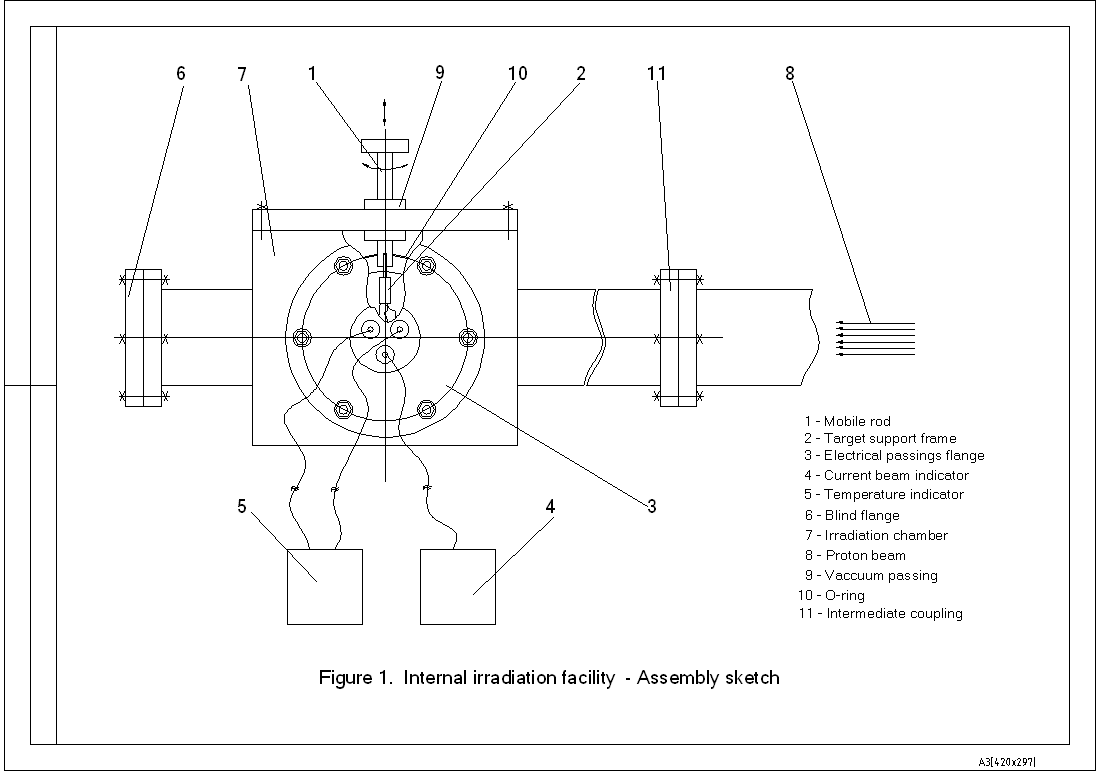 6 7 1 9 10 2 11 8
1 - Mobile rod
2 - Target support frame
3 - Electrical passings flange
4 - Current beam indicator
5 - Temperature indicator
6 - Blind flange
7 - Irradiation chamber
8 - Proton beam
9 - Vaccuum passing
10 - O-ring
11 - Intermediate coupling
5 4 3
Figure 1. Internal irradiation facility - Assembly sketch
A3[420x297]